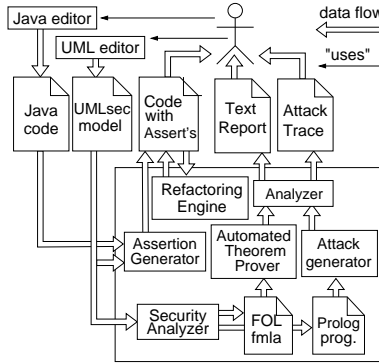 Java editor
data flow
UML editor
"uses"
Java
code
UMLsec
model
Code
with
Assert's
Text
Report
Attack
Trace
Refactoring
Engine
Analyzer
Assertion
Generator
Automated
Theorem
Prover
Attack
generator
Security
Analyzer
FOL
fmla
Prolog
prog.